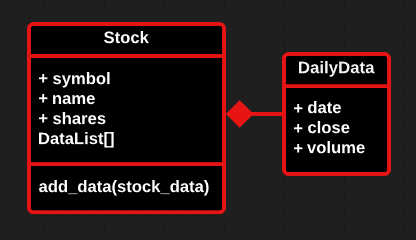 Stock
+ symbol
+ name
+ shares
DataList[]
add_data(stock_data)
DailyData
+ date
+ close
+ volume